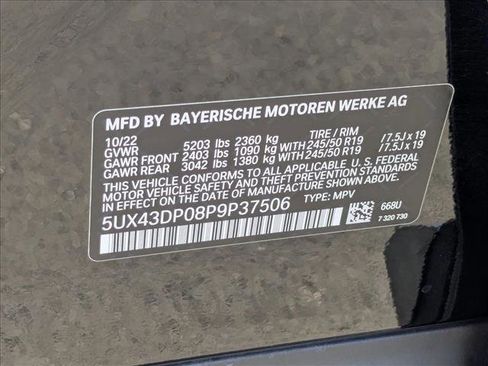 MFD BY BAYERISCHE MOTOREN WERKE AG
10/22
GVWR 5203 lbs 2360 kg TIRE / RIM
GAWR FRONT 2403 lbs 1090 kg 245/50 R19 /7.5J x 19
GAWR REAR 3042 lbs 1380 kg 245/50 R19 /7.5J x 19
THIS VEHICLE CONFORMS TO ALL APPLICABLE U. S. FEDERAL
MOTOR VEHICLE SAFETY, BUMPER, AND THEFT PREVENTION
STANDARDS IN EFFECT ON THE DATE OF MANUFACTURE SHOWN ABOVE.
5UX43DP08P9P37506 TYPE: MPV
668U
7 320 730